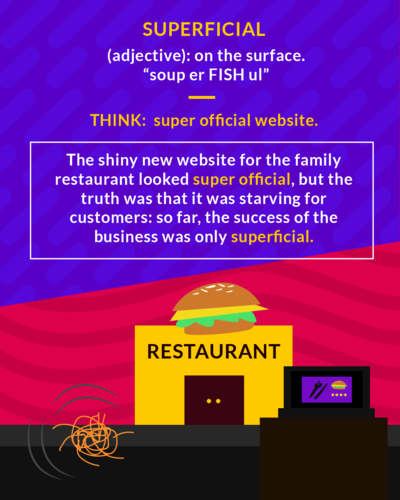 SUPERFICIAL
(adjective): on the surface.
“soup er FISH ul”
THINK: super official website.
The shiny new website for the family
restaurant looked super official, but the
truth was that it was starving for
customers: so far, the success of the
business was only superficial.
RESTAURANT